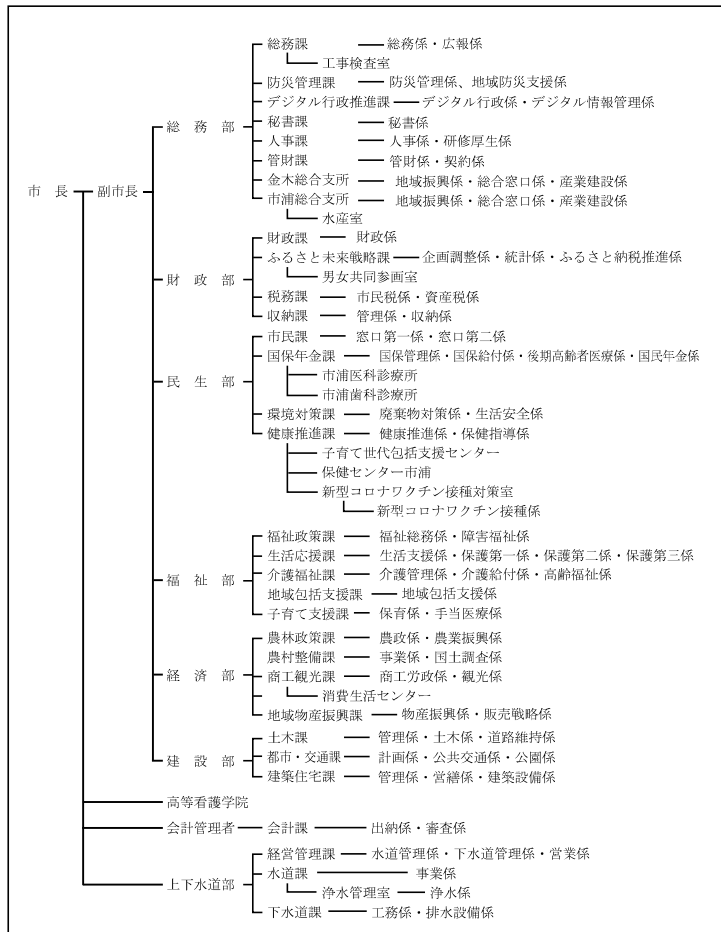 総務課 総務係・広報係
工事検査室
防災管理課 防災管理係、地域防災支援係
デジタル行政推進課 デジタル行政係・デジタル情報管理係
秘書課 秘書係
総務部
人事課 人事係・研修厚生係
管財課 管財係・契約係
金木総合支所 地域振興係・総合窓口係・産業建設係
市長 副市長
市浦総合支所 地域振興係・総合窓口係・産業建設係
水産室
財政課 財政係
ふるさと未来戦略課 企画調整係・統計係・ふるさと納税推進係
財政部 男女共同参画室
税務課 市民税係・資産税係
収納課 管理係・収納係
市民課 窓口第一係・窓口第二係
国保年金課 国保管理係・国保給付係・後期高齢者医療係・国民年金係
市浦医科診療所
民生部
市浦歯科診療所
環境対策課 廃棄物対策係・生活安全係
健康推進課 健康推進係・保健指導係
子育て世代包括支援センター
保健センター市浦
新型コロナワクチン接種対策室
新型コロナワクチン接種係
福祉政策課 福祉総務係・障害福祉係
生活応援課 生活支援係・保護第一係・保護第二係・保護第三係
福祉部 介護福祉課 介護管理係・介護給付係・高齢福祉係
地域包括支援課 地域包括支援係
子育て支援課 保育係・手当医療係
農林政策課 農政係・農業振興係
農村整備課 事業係・国土調査係
経済部 商工観光課 商工労政係・観光係
消費生活センター
地域物産振興課 物産振興係・販売戦略係
土木課 管理係・土木係・道路維持係
建設部 都市・交通課 計画係・公共交通係・公園係
建築住宅課 管理係・営繕係・建築設備係
高等看護学院
会計管理者 会計課 出納係・審査係
経営管理課 水道管理係・下水道管理係・営業係
水道課 事業係
上下水道部 浄水管理室 浄水係
下水道課 工務係・排水設備係